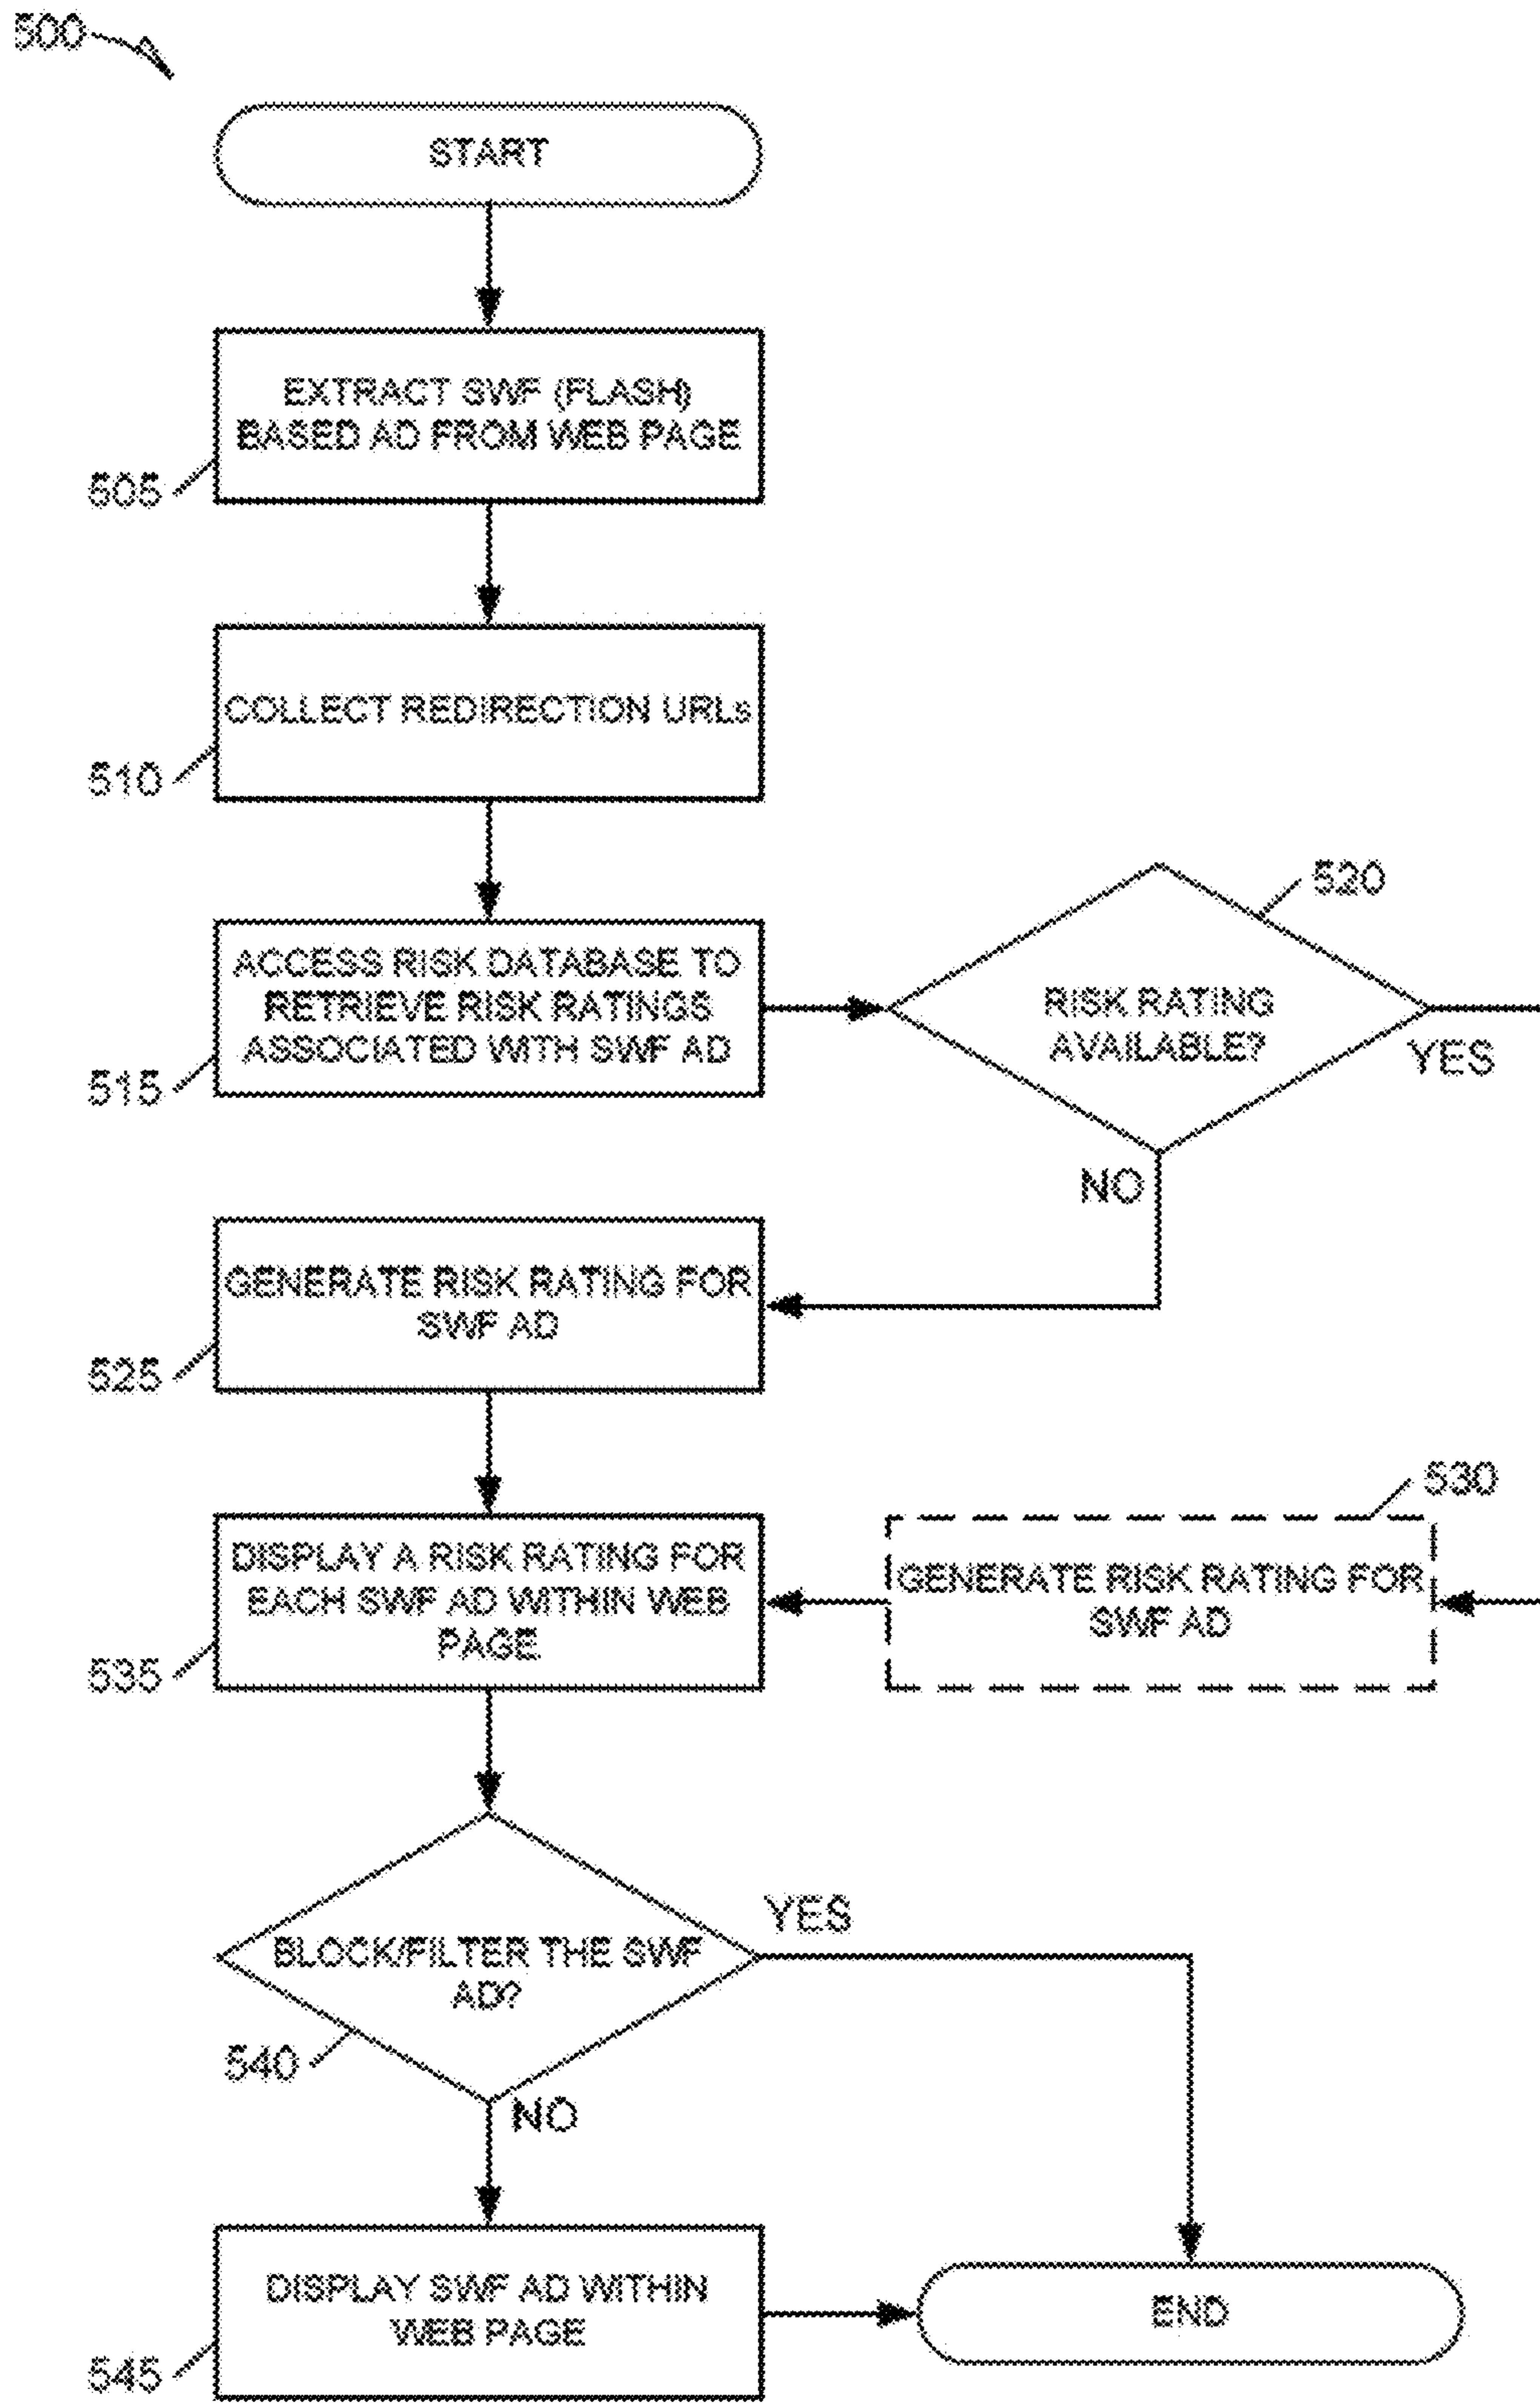 500
START
EXTRACT SWF (FLASH)
BASED AD FROM WEB PAGE
505
COLLECT REDIRECTION URLs
510
ACCESS RISK DATABASE TO
RETRIEVE RISK RATINGS
ASSOCIATED WITH SWF AD
515
520
RISK RATING
AVAILABLE?
YES
NO
GENERATE RISK RATING FOR
SWF AD
525
530
GENERATE RISK RATING FOR
SWF AD
DISPLAY A RISK RATING FOR
EACH SWF AD WITHIN WEB
PAGE
535
BLOCK/FILTER THE SWF
AD?
YES
540
NO
DISPLAY SWF AD WITHIN
WEB PAGE
545
END